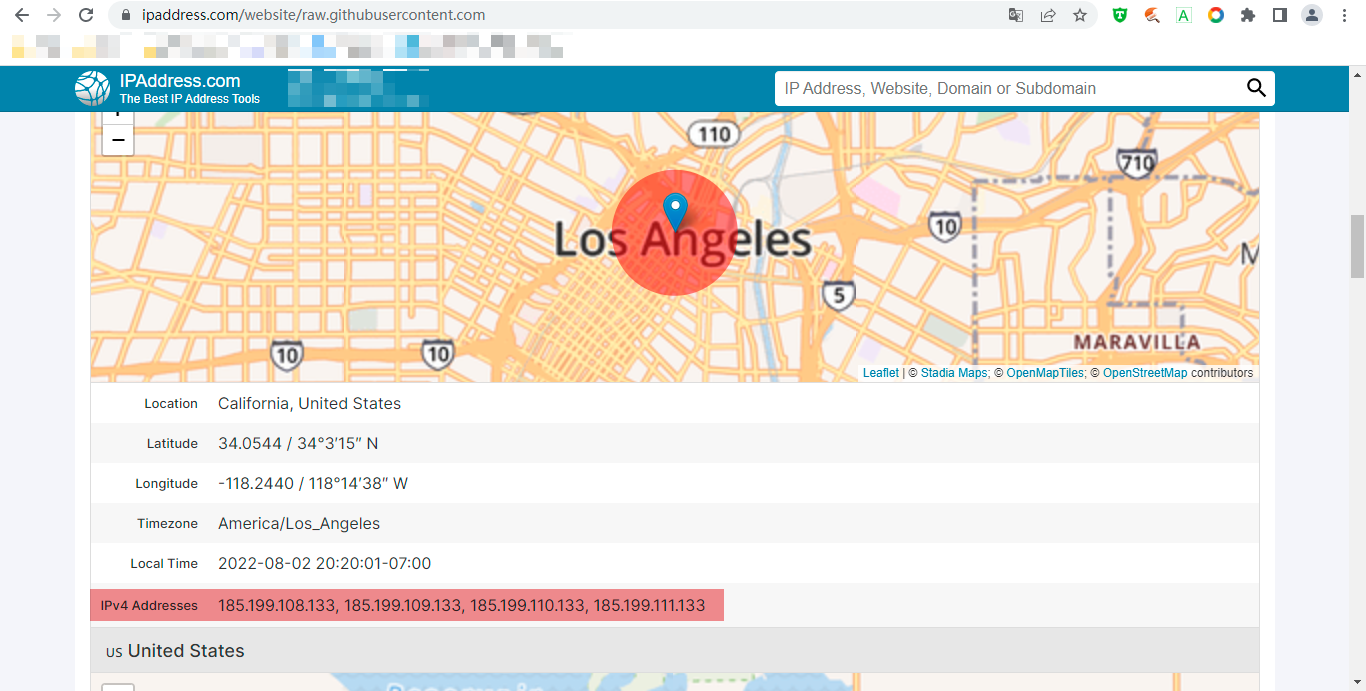 ipaddress.com/website/raw.githubusercontent.com
IPAddress.com
The Best IP Address Tools
IP Address, Website, Domain or Subdomain
110
710
Los Angeles
10
5
10
10
MARAVILLA
Leaflet | © Stadia Maps; © OpenMapTiles; © OpenStreetMap contributors
Location California, United States
Latitude 34.0544 / 34°3′15″ N
Longitude -118.2440 / 118°14′38″ W
Timezone America/Los_Angeles
Local Time 2022-08-02 20:20:01-07:00
IPv4 Addresses 185.199.108.133, 185.199.109.133, 185.199.110.133, 185.199.111.133
US United States